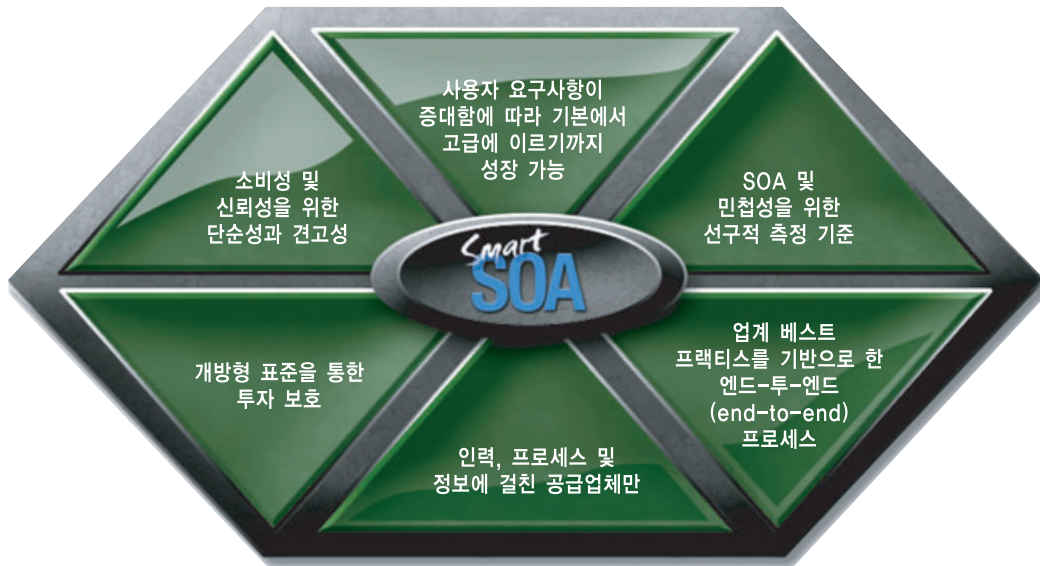 사용자 요구사항이
증대함에 따라 기본에서
고급에 이르기까지
성장 가능
소비성 및
신뢰성을 위한
단순성과 견고성
SOA 및
민첩성을 위한
선구적 측정 기준
Smart
SOA
개방형 표준을 통한
투자 보호
업계 베스트
프랙티스를 기반으로 한
엔드-투-엔드
(end-to-end)
프로세스
인력, 프로세스 및
정보에 걸친 공급업체만